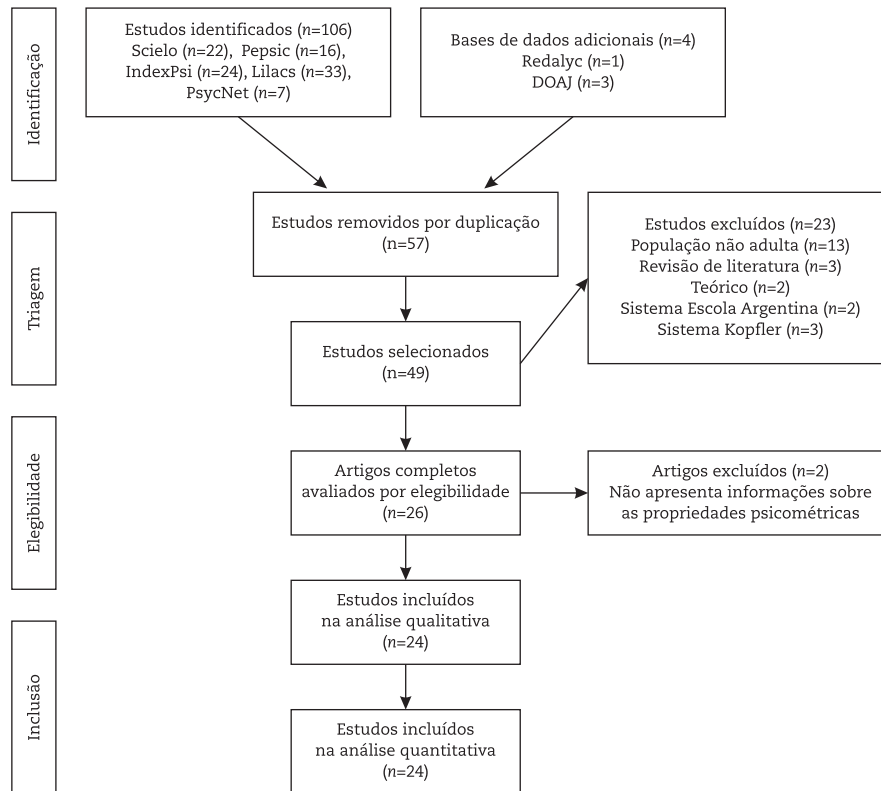 Identificação
Estudos identificados (n=106)
Scielo (n=22), Pepsic (n=16),
IndexPsi (n=24), Lilacs (n=33),
PsycNet (n=7)
Bases de dados adicionais (n=4)
Redalyc (n=1)
DOAJ (n=3)
Triagem
Estudos removidos por duplicação
(n=57)
Estudos excluídos (n=23)
População não adulta (n=13)
Revisão de literatura (n=3)
Teórico (n=2)
Sistema Escola Argentina (n=2)
Sistema Kopfler (n=3)
Estudos selecionados
(n=49)
Elegibilidade
Artigos completos
avaliados por elegibilidade
(n=26)
Artigos excluídos (n=2)
Não apresenta informações sobre
as propriedades psicométricas
Inclusão
Estudos incluídos
na análise qualitativa
(n=24)
Estudos incluídos
na análise quantitativa
(n=24)